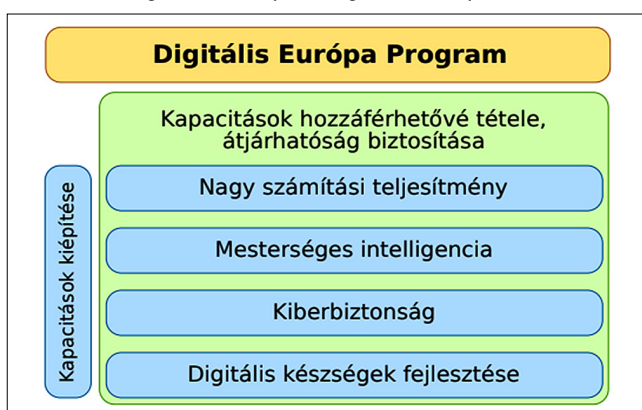 Digitális Európa Program
Kapacitások hozzáférhetővé tétele,
átjárhatóság biztosítása
Kapacitások kiépítése
Nagy számítási teljesítmény
Mesterséges intelligencia
Kiberbiztonság
Digitális készségek fejlesztése